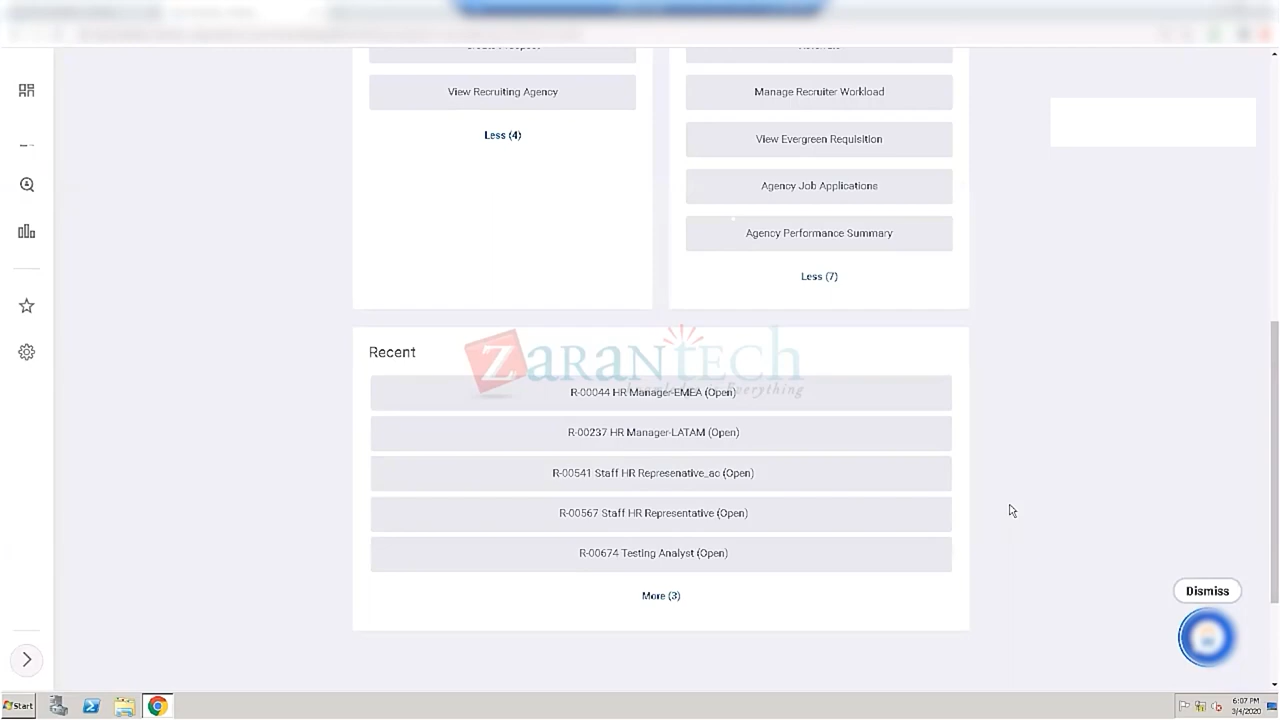 View Recruiting Agency
Less (4)
Manage Recruiter Workload
View Evergreen Requisition
Agency Job Applications
Agency Performance Summary
Less (7)
Recent
ZaranTech
R-00044 HR Manager-EMEA (Open)
R-00237 HR Manager-LATAM (Open)
R-00541 Staff HR Represenative_ac (Open)
R-00567 Staff HR Representative (Open)
R-00674 Testing Analyst (Open)
More (3)
Dismiss
Start
6:07 PM
3/4/2020